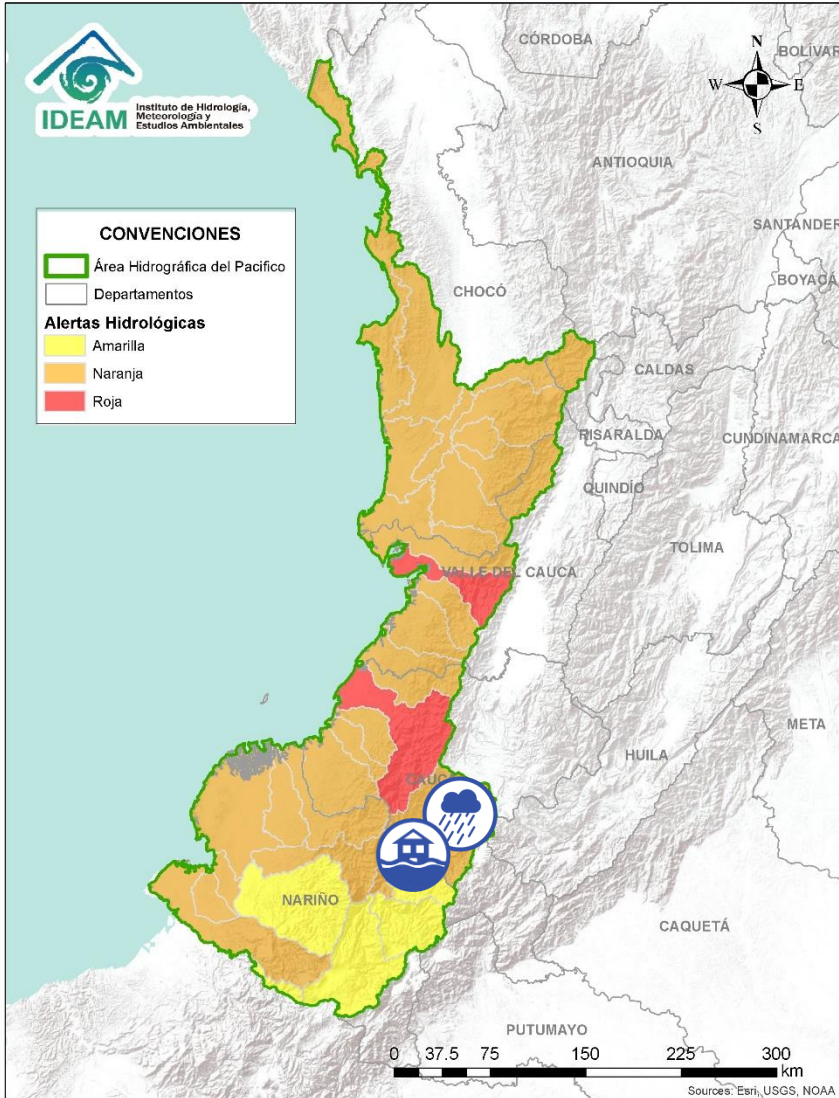 IDEAM
Instituto de Hidrología,
Meteorología y
Estudios Ambientales
CONVENCIONES
Área Hidrográfica del Pacifico
Departamentos
Alertas Hidrológicas
Amarilla
Naranja
Roja
N
W
E
S
CÓRDOBA
BOLÍVAR
ANTIOQUIA
SANTANDER
BOYACÁ
CHOCÓ
CALDAS
RISARALDA
CUNDINAMARCA
QUINDÍO
TOLIMA
VALLE DEL CAUCA
META
HUILA
CAUCA
NARIÑO
CAQUETÁ
PUTUMAYO
0 37.5 75 150 225 300
km
Sources: Esri, USGS, NOAA